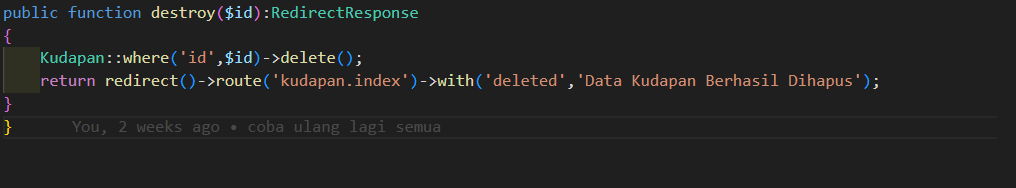 public function destroy($id):RedirectResponse
{
    Kudapan::where('id',$id)->delete();
    return redirect()->route('kudapan.index')->with('deleted','Data Kudapan Berhasil Dihapus');
}
}      You, 2 weeks ago • coba ulang lagi semua